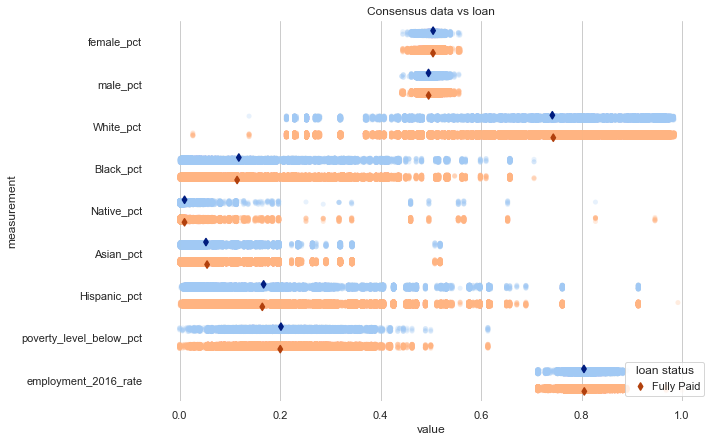 Consensus data vs loan
female_pct
male_pct
White_pct
Black_pct
Native_pct
Asian_pct
Hispanic_pct
poverty_level_below_pct
employment_2016_rate
measurement
loan status
Fully Paid
0.0 0.2 0.4 0.6 0.8 1.0
value